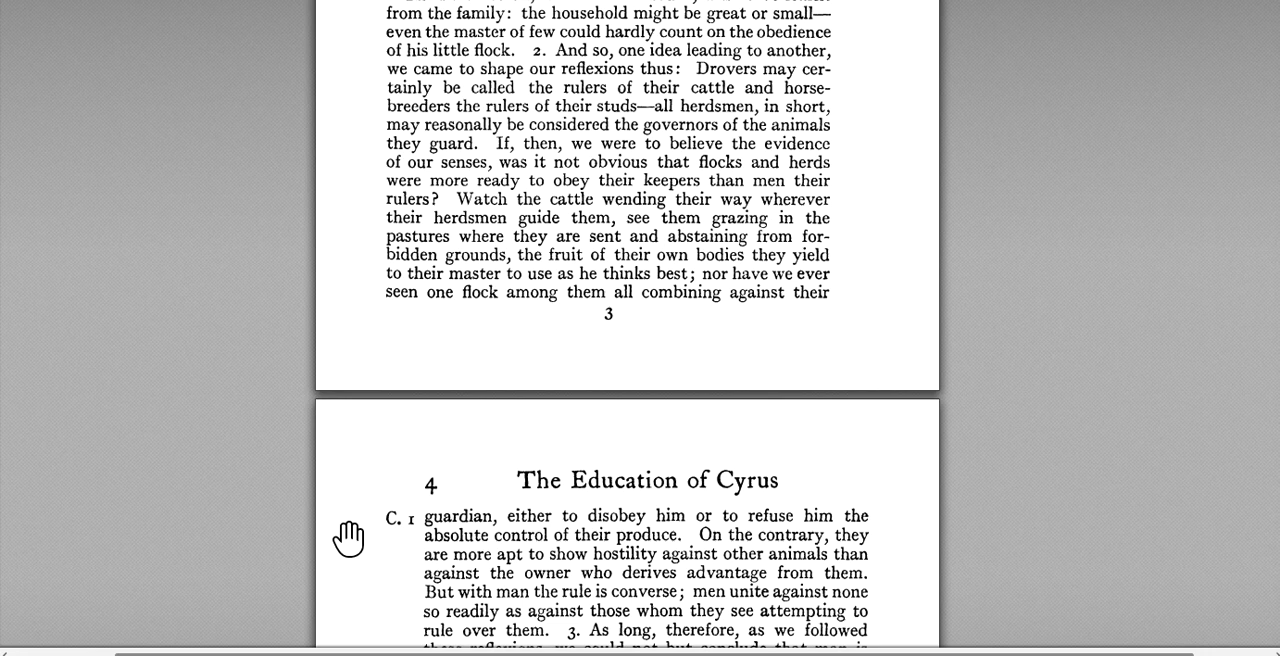 from the family: the household might be great or small—
even the master of few could hardly count on the obedience
of his little flock. 2. And so, one idea leading to another,
we came to shape our reflexions thus: Drovers may cer-
tainly be called the rulers of their cattle and horse-
breeders the rulers of their studs—all herdsmen, in short,
may reasonably be considered the governors of the animals
they guard. If, then, we were to believe the evidence
of our senses, was it not obvious that flocks and herds
were more ready to obey their keepers than men their
rulers? Watch the cattle wending their way wherever
their herdsmen guide them, see them grazing in the
pastures where they are sent and abstaining from for-
bidden grounds, the fruit of their own bodies they yield
to their master to use as he thinks best; nor have we ever
seen one flock among them all combining against their
3
4 The Education of Cyrus
C. 1 guardian, either to disobey him or to refuse him the
absolute control of their produce. On the contrary, they
are more apt to show hostility against other animals than
against the owner who derives advantage from them.
But with man the rule is converse; men unite against none
so readily as against those whom they see attempting to
rule over them. 3. As long, therefore, as we followed